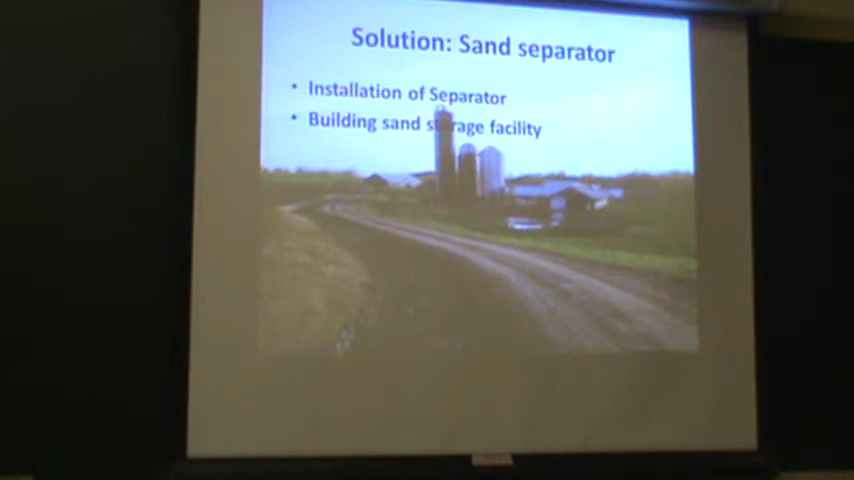 Solution: Sand separator
• Installation of Separator
• Building sand storage facility